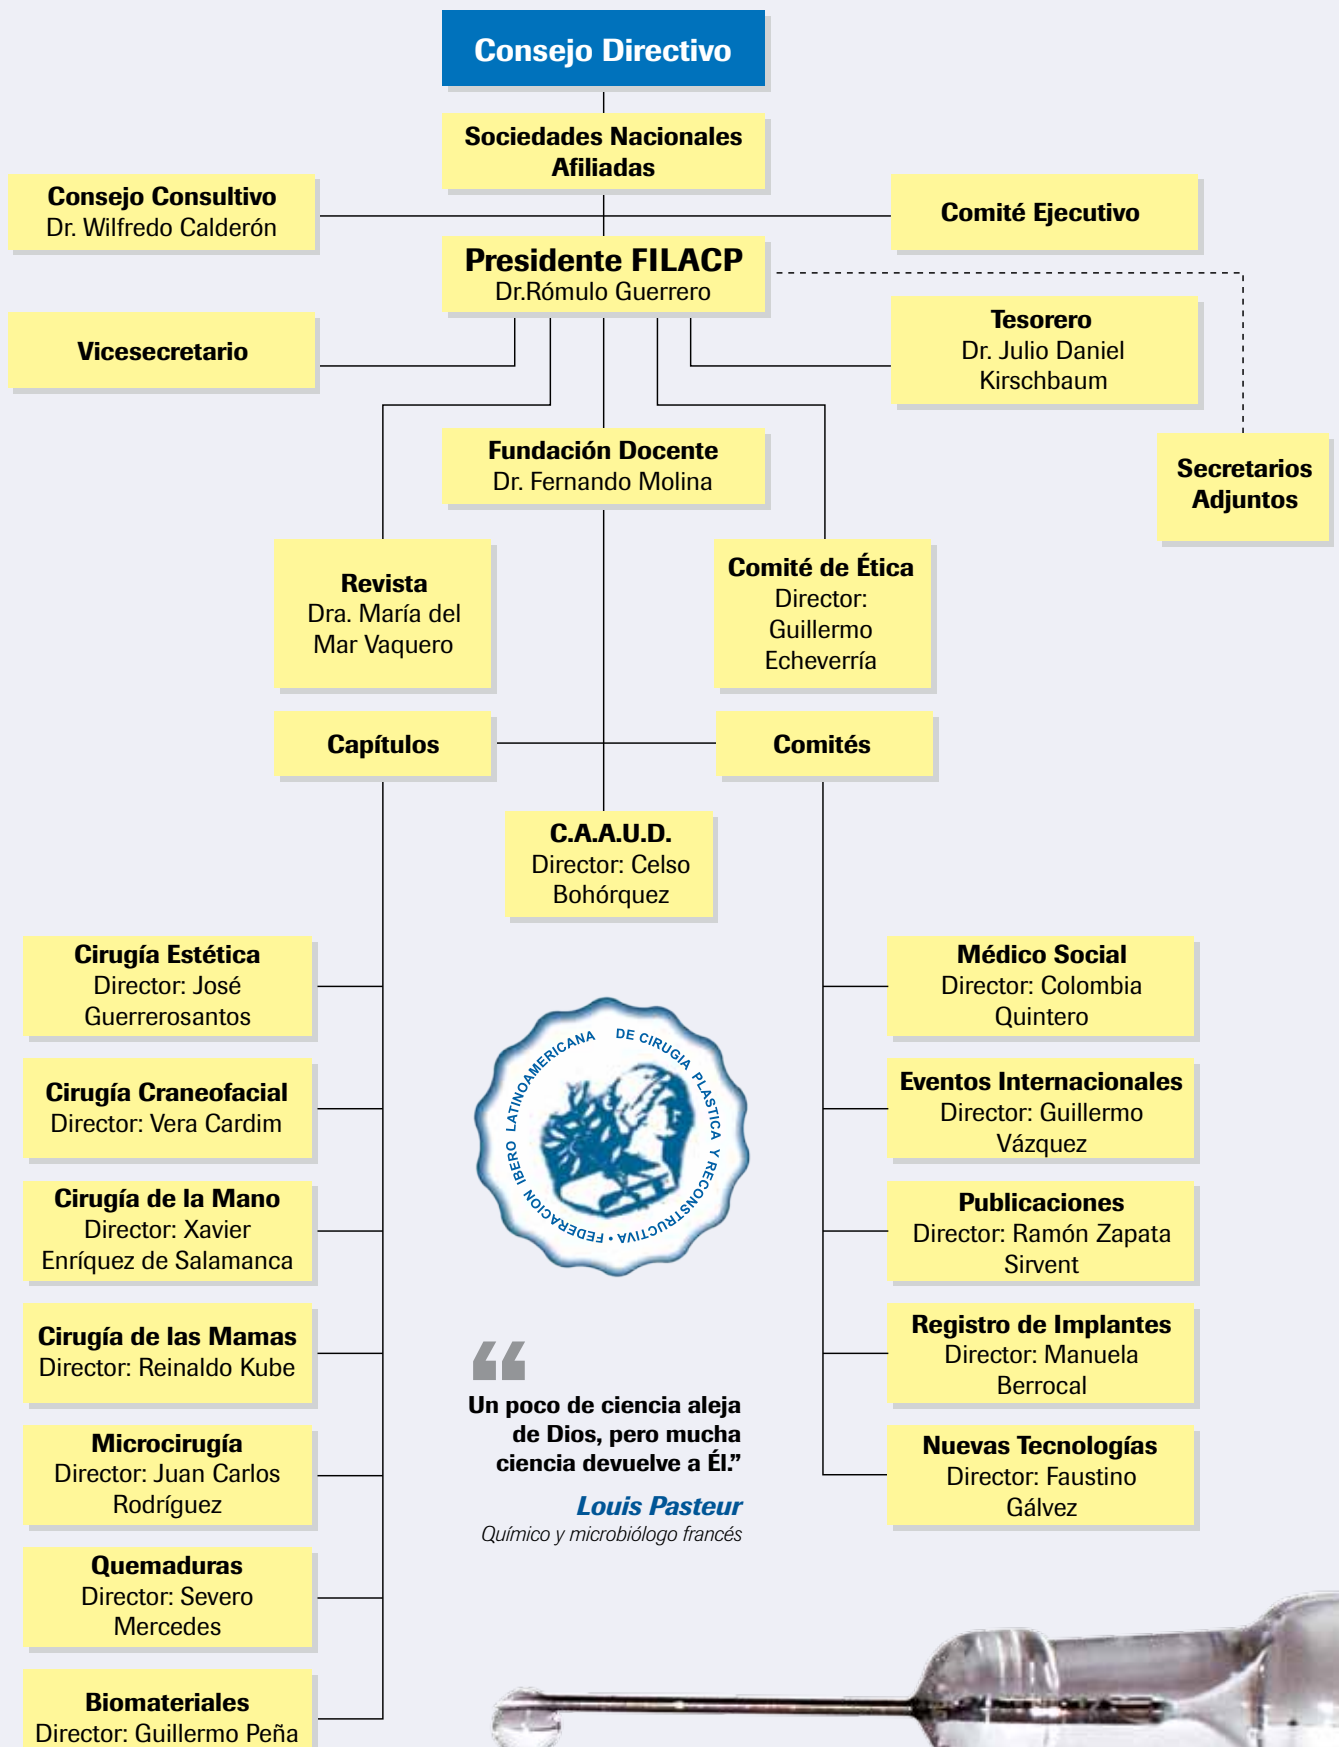 Consejo Directivo
Sociedades Nacionales
Afiliadas
Consejo Consultivo
Dr. Wilfredo Calderón
Comité Ejecutivo
Presidente FILACP
Dr.Rómulo Guerrero
Vicesecretario
Tesorero
Dr. Julio Daniel
Kirschbaum
Fundación Docente
Dr. Fernando Molina
Secretarios
Adjuntos
Revista
Dra. María del
Mar Vaquero
Comité de Ética
Director:
Guillermo
Echeverría
Capítulos
Comités
C.A.A.U.D.
Director: Celso
Bohórquez
Cirugía Estética
Director: José
Guerrerosantos
Cirugía Craneofacial
Director: Vera Cardim
Cirugía de la Mano
Director: Xavier
Enríquez de Salamanca
Cirugía de las Mamas
Director: Reinaldo Kube
Microcirugía
Director: Juan Carlos
Rodríguez
Quemaduras
Director: Severo
Mercedes
Biomateriales
Director: Guillermo Peña
Médico Social
Director: Colombia
Quintero
Eventos Internacionales
Director: Guillermo
Vázquez
Publicaciones
Director: Ramón Zapata
Sirvent
Registro de Implantes
Director: Manuela
Berrocal
Nuevas Tecnologías
Director: Faustino
Gálvez
FEDERACION IBERO LATINOAMERICANA DE CIRUGIA PLASTICA Y RECONSTRUCTIVA •
“
Un poco de ciencia aleja
de Dios, pero mucha
ciencia devuelve a Él.”
Louis Pasteur
Químico y microbiólogo francés